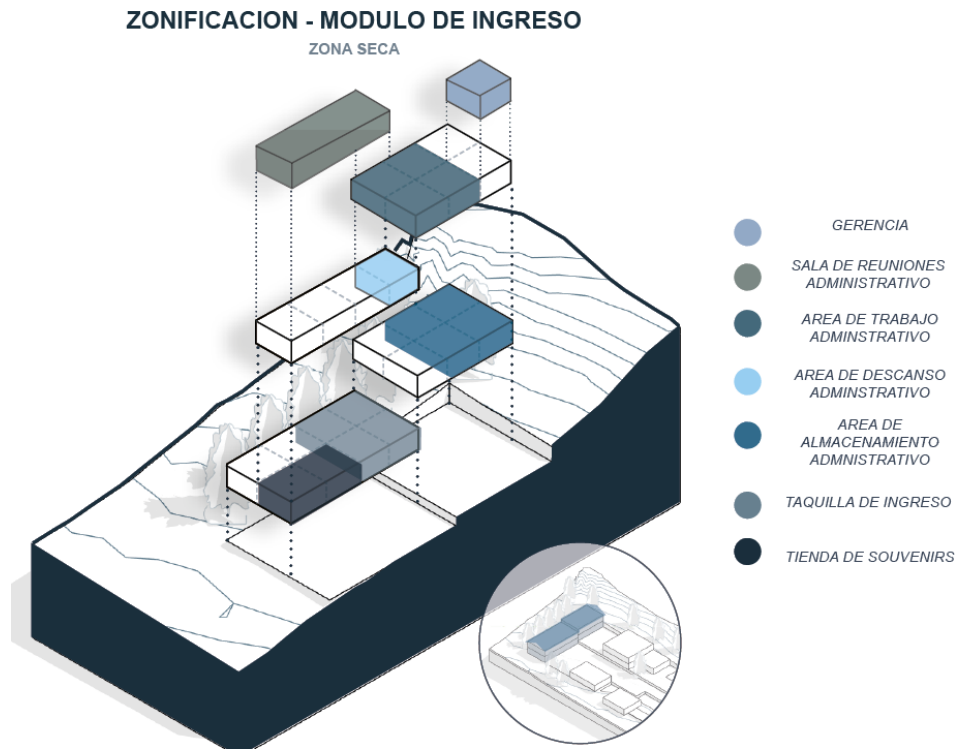 ZONIFICACION - MODULO DE INGRESO
ZONA SECA
GERENCIA
SALA DE REUNIONES
ADMINISTRATIVO
AREA DE TRABAJO
ADMINSTRATIVO
AREA DE DESCANSO
ADMINSTRATIVO
AREA DE
ALMACENAMIENTO
ADMNISTRATIVO
TAQUILLA DE INGRESO
TIENDA DE SOUVENIRS